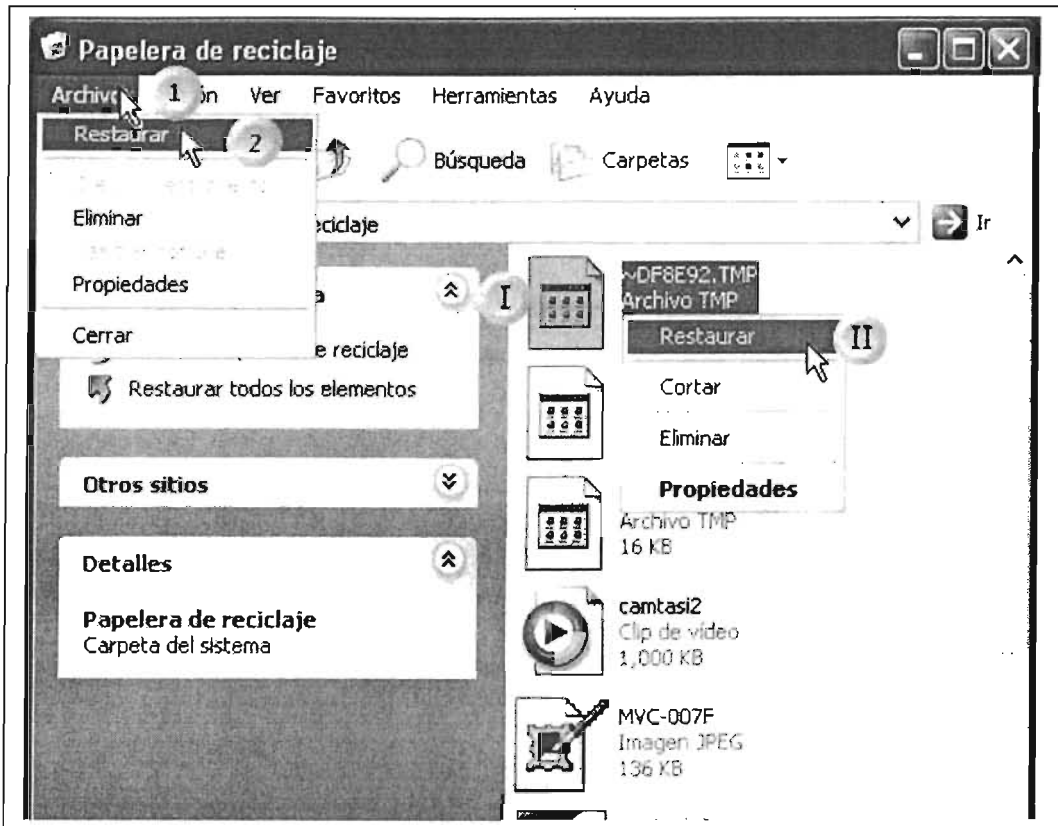 Papelera de reciclaje
Archivo 1 ón Ver Favoritos Herramientas Ayuda
Restaurar 2
Búsqueda Carpetas
Eliminar
Propiedades
Cerrar
eciclaje Ir
a I
e reciclaje
Restaurar todos los elementos
Otros sitios
Detalles
Papelera de reciclaje
Carpeta del sistema
~DF8E92.TMP
Archivo TMP
Restaurar II
Cortar
Eliminar
Propiedades
Archivo TMP
16 KB
camtasi2
Clip de vídeo
1,000 KB
MVC-007F
Imagen JPEG
136 KB